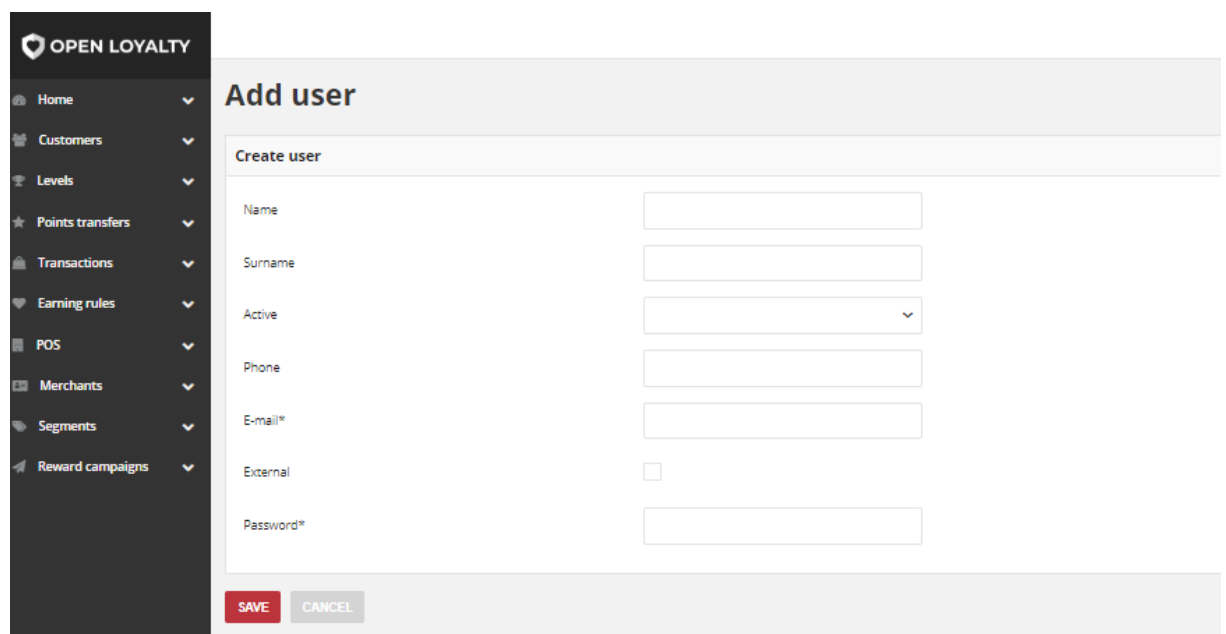 OPEN LOYALTY
Home
Customers
Levels
Points transfers
Transactions
Earning rules
POS
Merchants
Segments
Reward campaigns
Add user
Create user
Name
Surname
Active
Phone
E-mail*
External
Password*
SAVE CANCEL